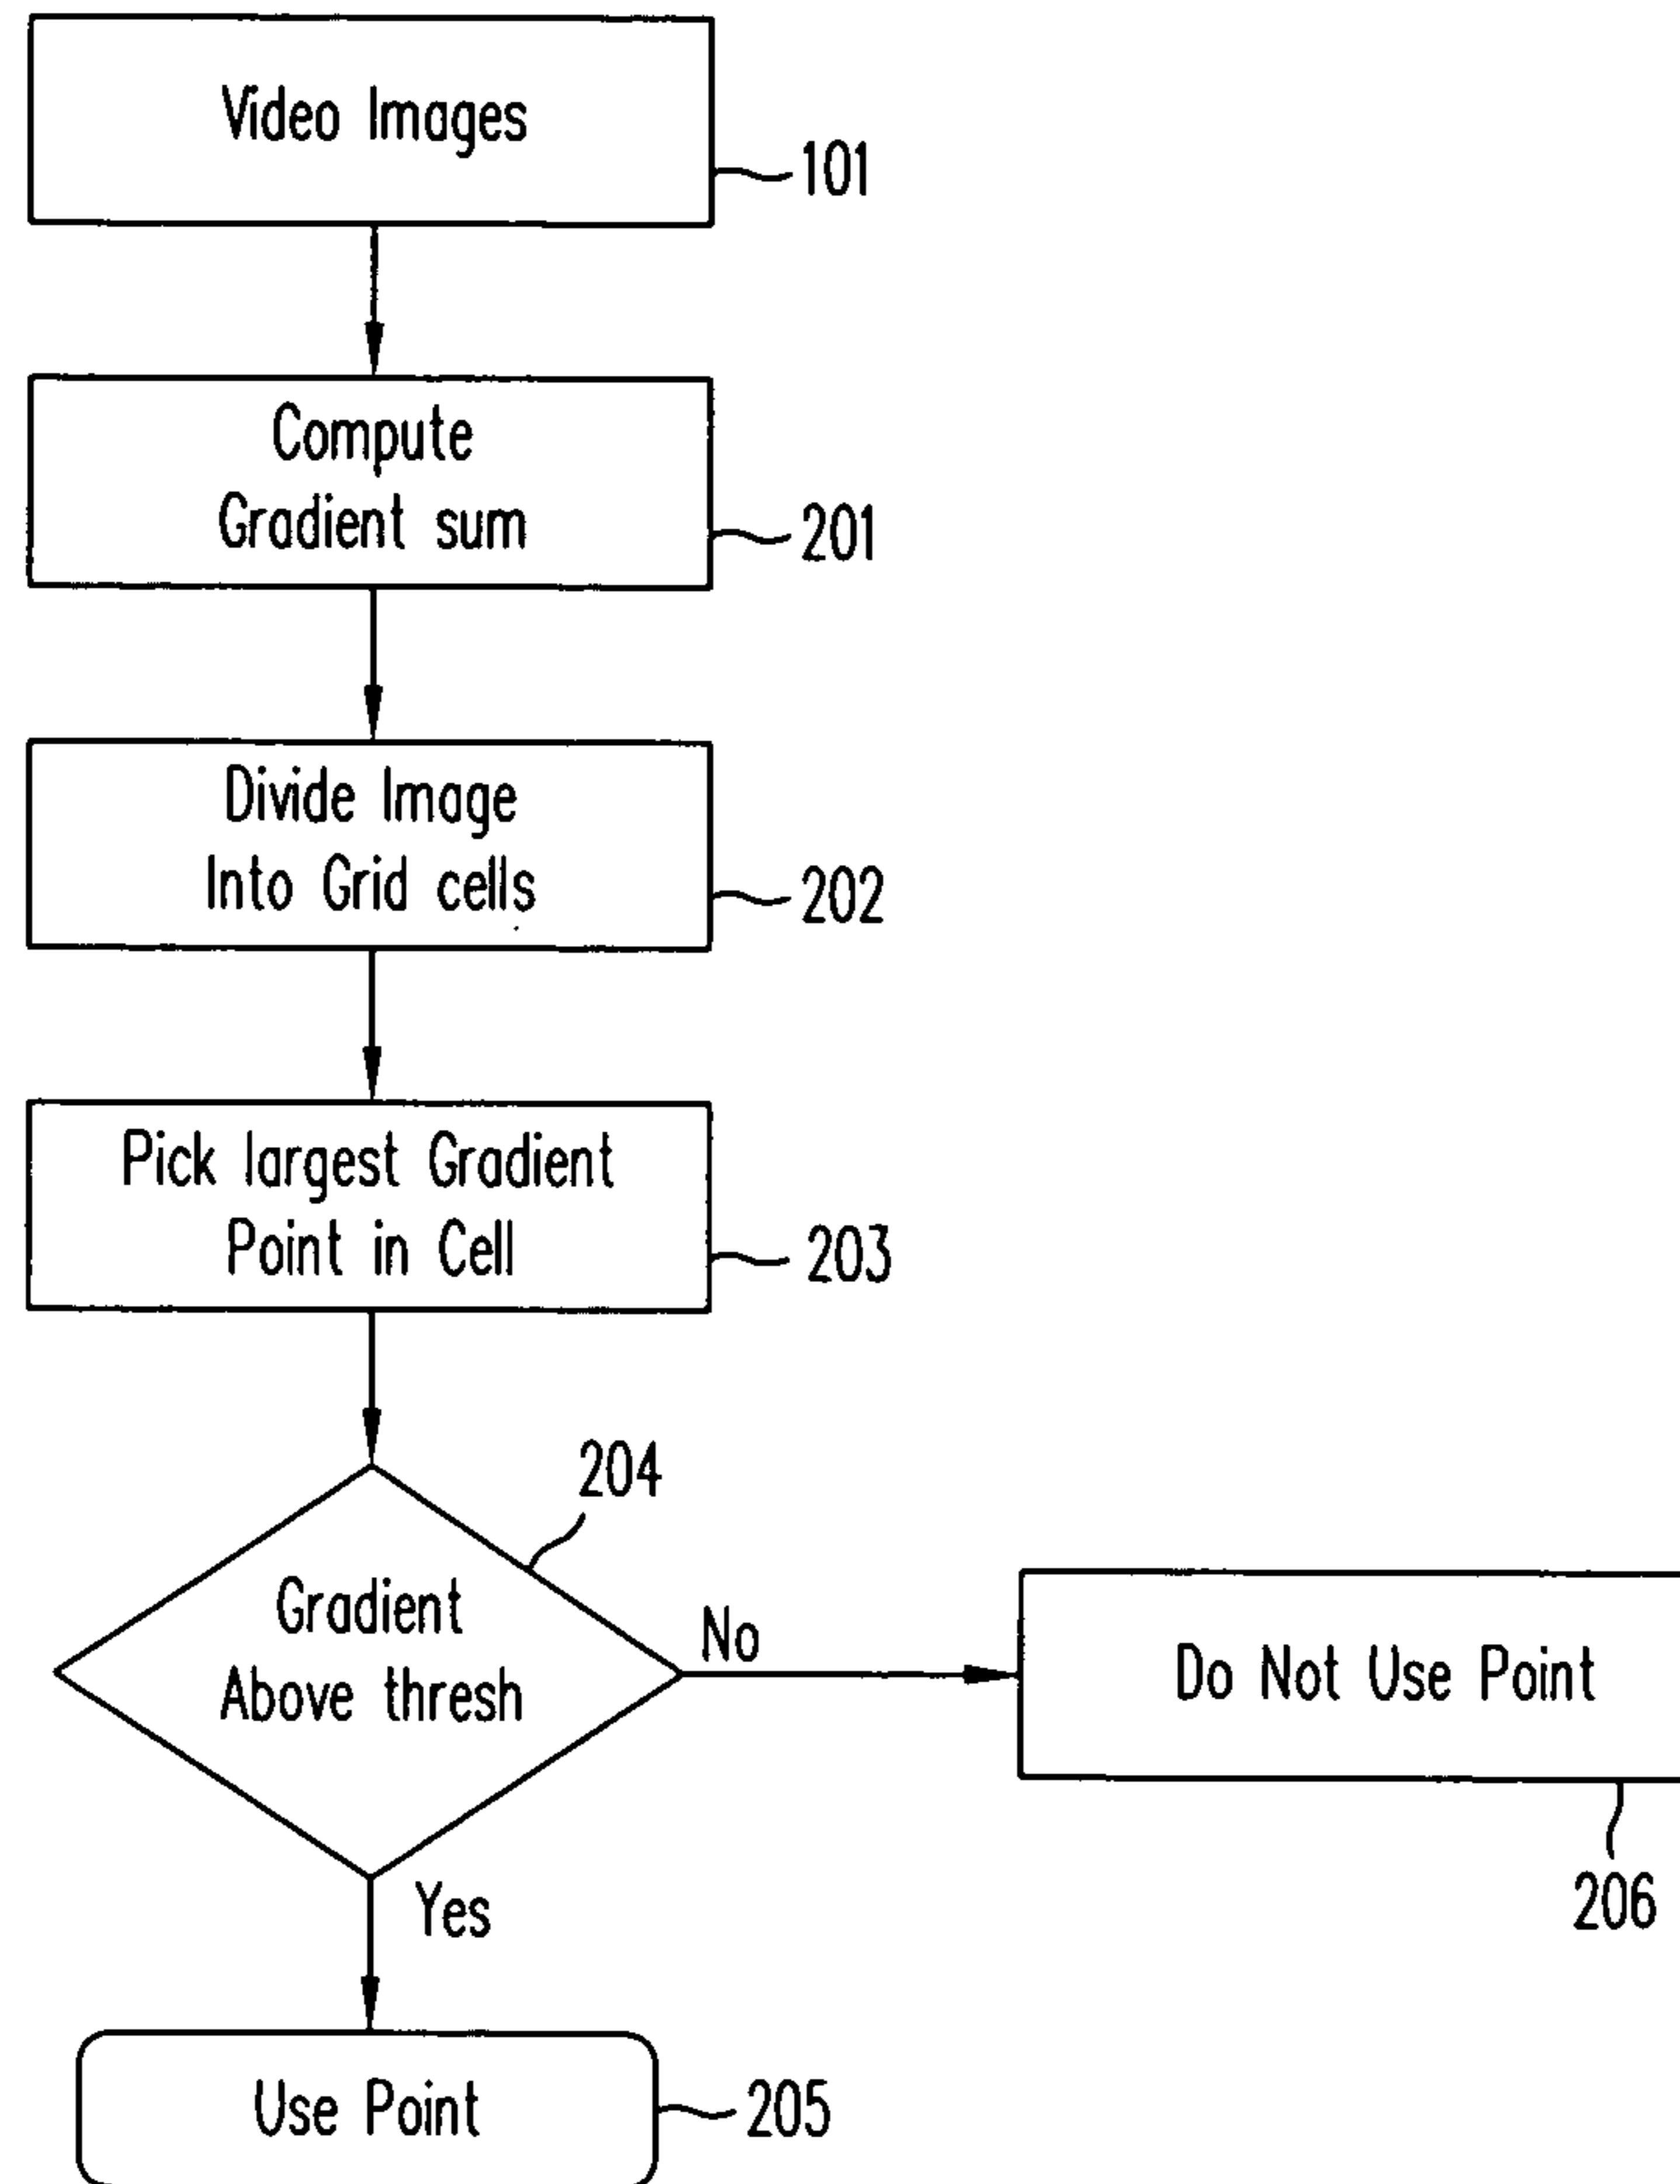 Video Images
101
Compute
Gradient sum
201
Divide Image
Into Grid cells
202
Pick largest Gradient
Point in Cell
203
204
Gradient
Above thresh
No
Do Not Use Point
206
Yes
Use Point
205